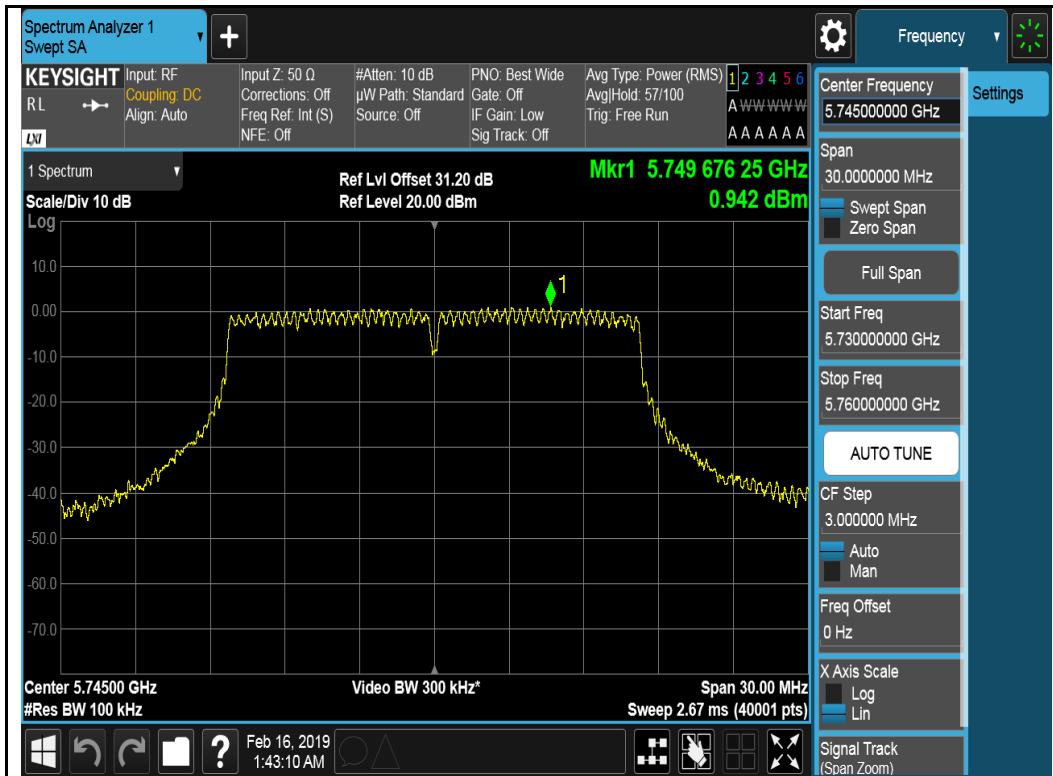 Spectrum Analyzer 1
Swept SA
+
Frequency
KEYSIGHT
RL
LXI
Input: RF
Coupling: DC
Align: Auto
Input Z: 50 Ω
Corrections: Off
Freq Ref: Int (S)
NFE: Off
#Atten: 10 dB
µW Path: Standard
Source: Off
PNO: Best Wide
Gate: Off
IF Gain: Low
Sig Track: Off
Avg Type: Power (RMS)
Avg|Hold: 57/100
Trig: Free Run
1 2 3 4 5 6
A W W W W W
A A A A A A
1 Spectrum
Scale/Div 10 dB
Log
Ref Lvl Offset 31.20 dB
Ref Level 20.00 dBm
Mkr1 5.749 676 25 GHz
0.942 dBm
1
10.0
0.00
-10.0
-20.0
-30.0
-40.0
-50.0
-60.0
-70.0
Center 5.74500 GHz
#Res BW 100 kHz
Video BW 300 kHz*
Span 30.00 MHz
Sweep 2.67 ms (40001 pts)
Center Frequency
5.745000000 GHz
Settings
Span
30.0000000 MHz
Swept Span
Zero Span
Full Span
Start Freq
5.730000000 GHz
Stop Freq
5.760000000 GHz
AUTO TUNE
CF Step
3.000000 MHz
Auto
Man
Freq Offset
0 Hz
X Axis Scale
Log
Lin
Signal Track
(Span Zoom)
?
Feb 16, 2019
1:43:10 AM